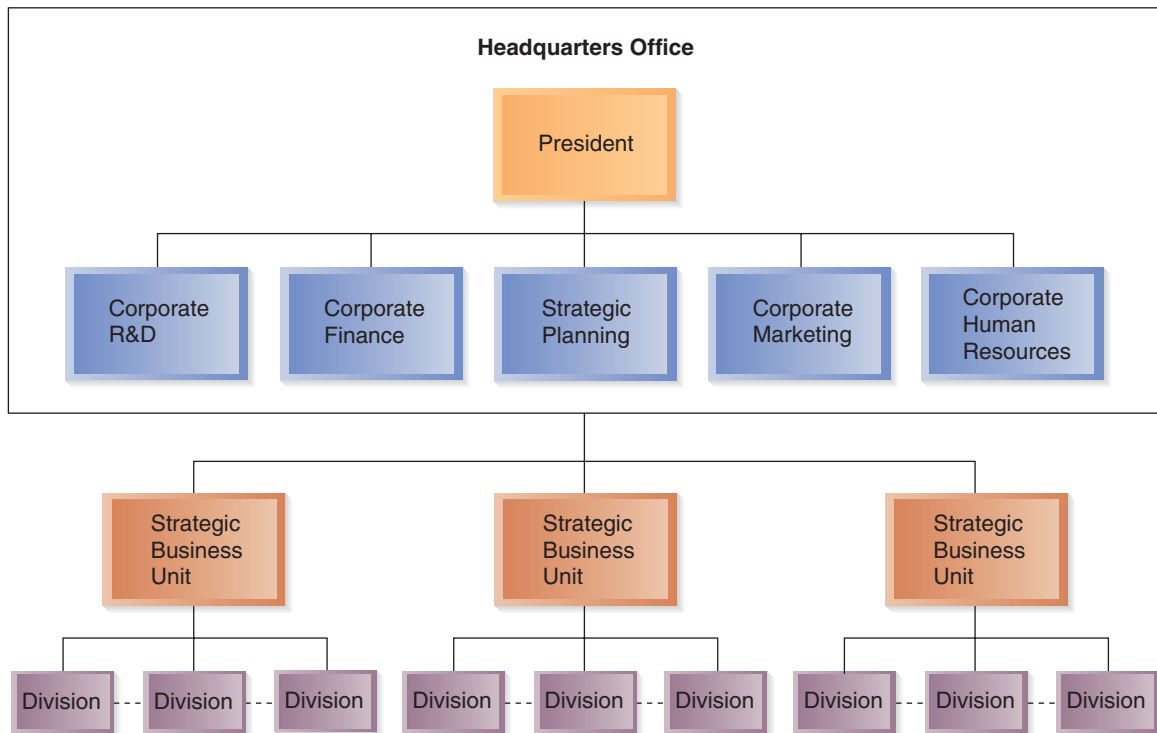 Headquarters Office
President
Corporate
R&D
Corporate
Finance
Strategic
Planning
Corporate
Marketing
Corporate
Human
Resources
Strategic
Business
Unit
Strategic
Business
Unit
Strategic
Business
Unit
Division
Division
Division
Division
Division
Division
Division
Division
Division